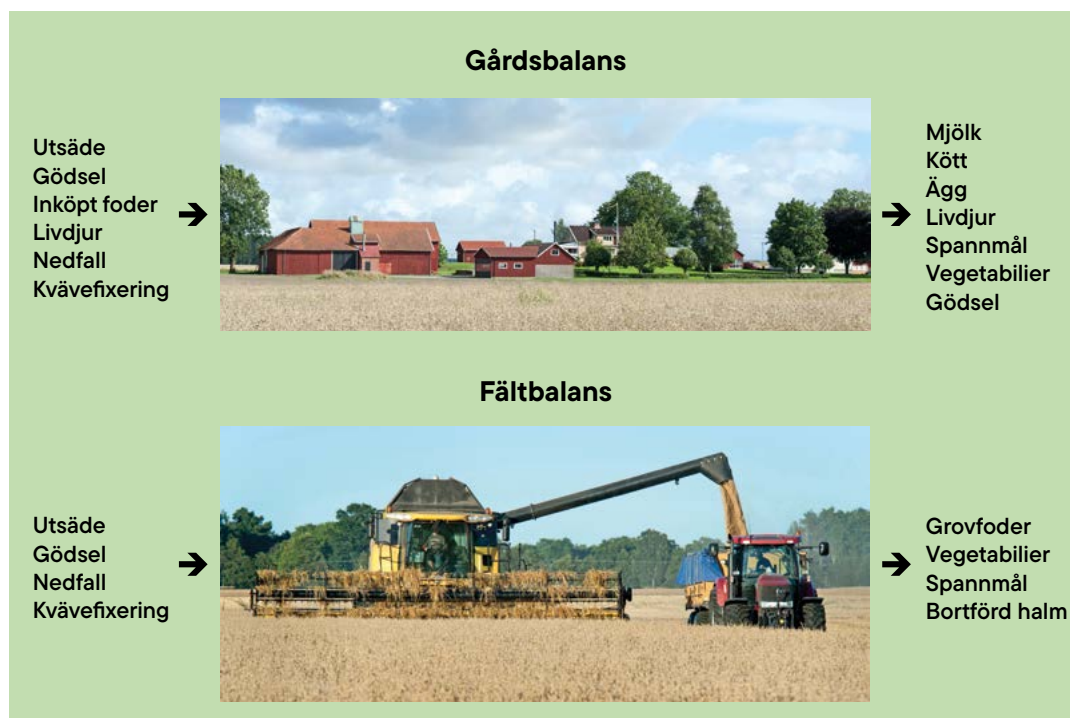 Gårdsbalans
Utsäde
Gödsel
Inköpt foder
Livdjur
Nedfall
Kvävefixering
Mjölk
Kött
Ägg
Livdjur
Spannmål
Vegetabilier
Gödsel
Fältbalans
Utsäde
Gödsel
Nedfall
Kvävefixering
Grovfoder
Vegetabilier
Spannmål
Bortförd halm